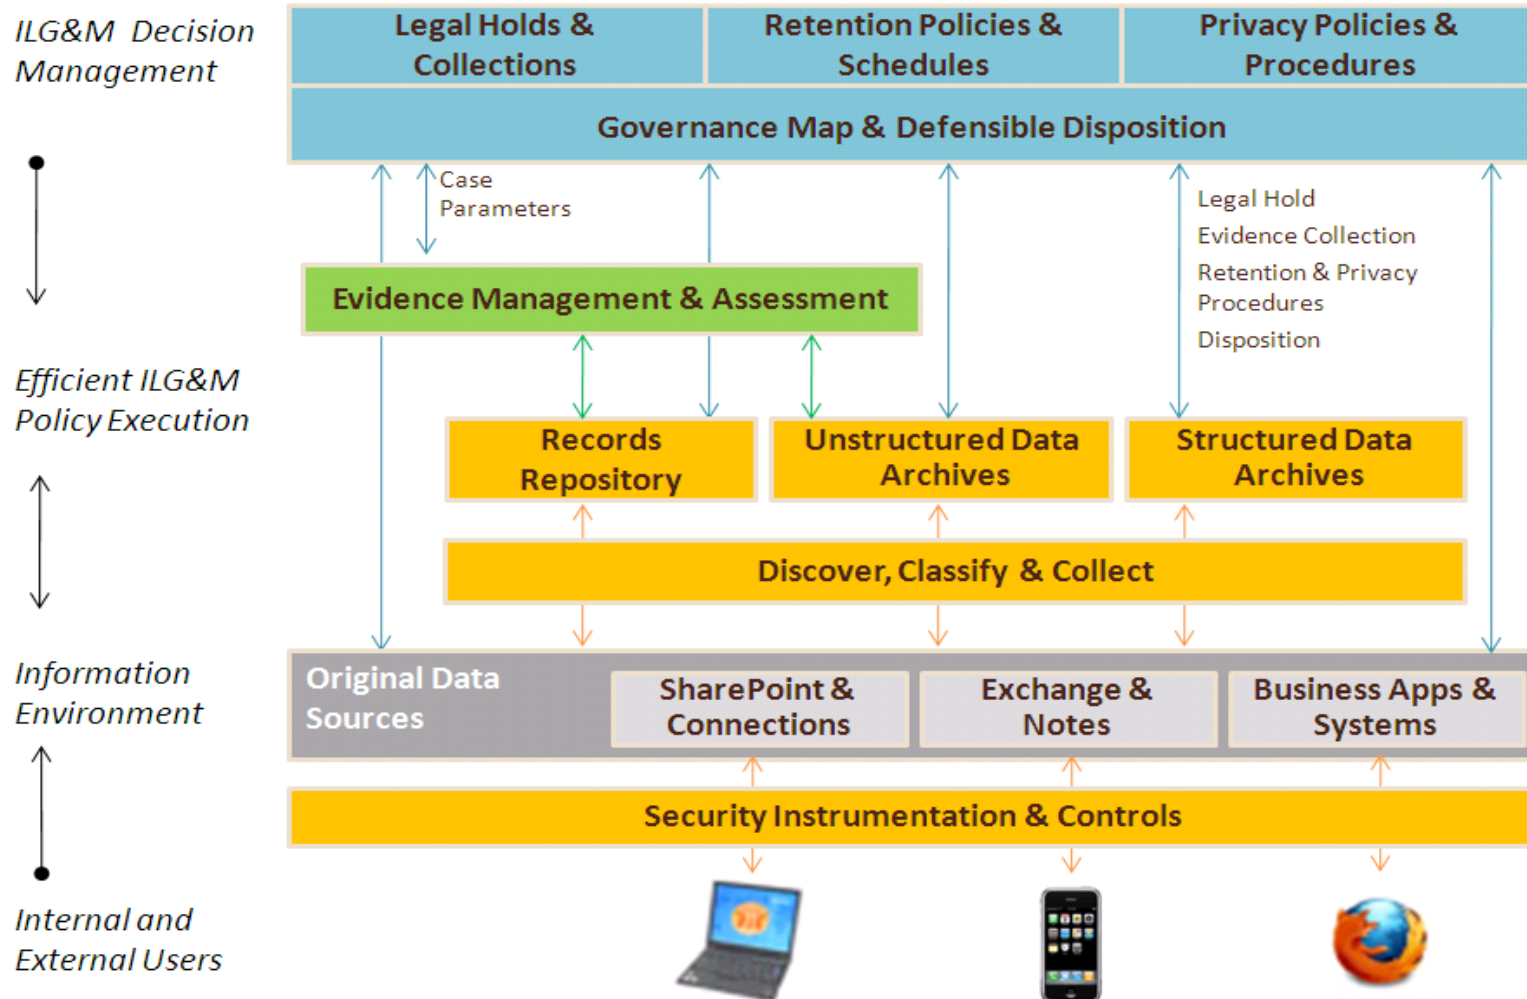 ILG&M Decision
Management
Legal Holds &
Collections
Retention Policies &
Schedules
Privacy Policies &
Procedures
Governance Map & Defensible Disposition
Case
Parameters
Legal Hold
Evidence Collection
Retention & Privacy
Procedures
Disposition
Evidence Management & Assessment
Efficient ILG&M
Policy Execution
Records
Repository
Unstructured Data
Archives
Structured Data
Archives
Discover, Classify & Collect
Information
Environment
Original Data
Sources
SharePoint &
Connections
Exchange &
Notes
Business Apps &
Systems
Security Instrumentation & Controls
Internal and
External Users